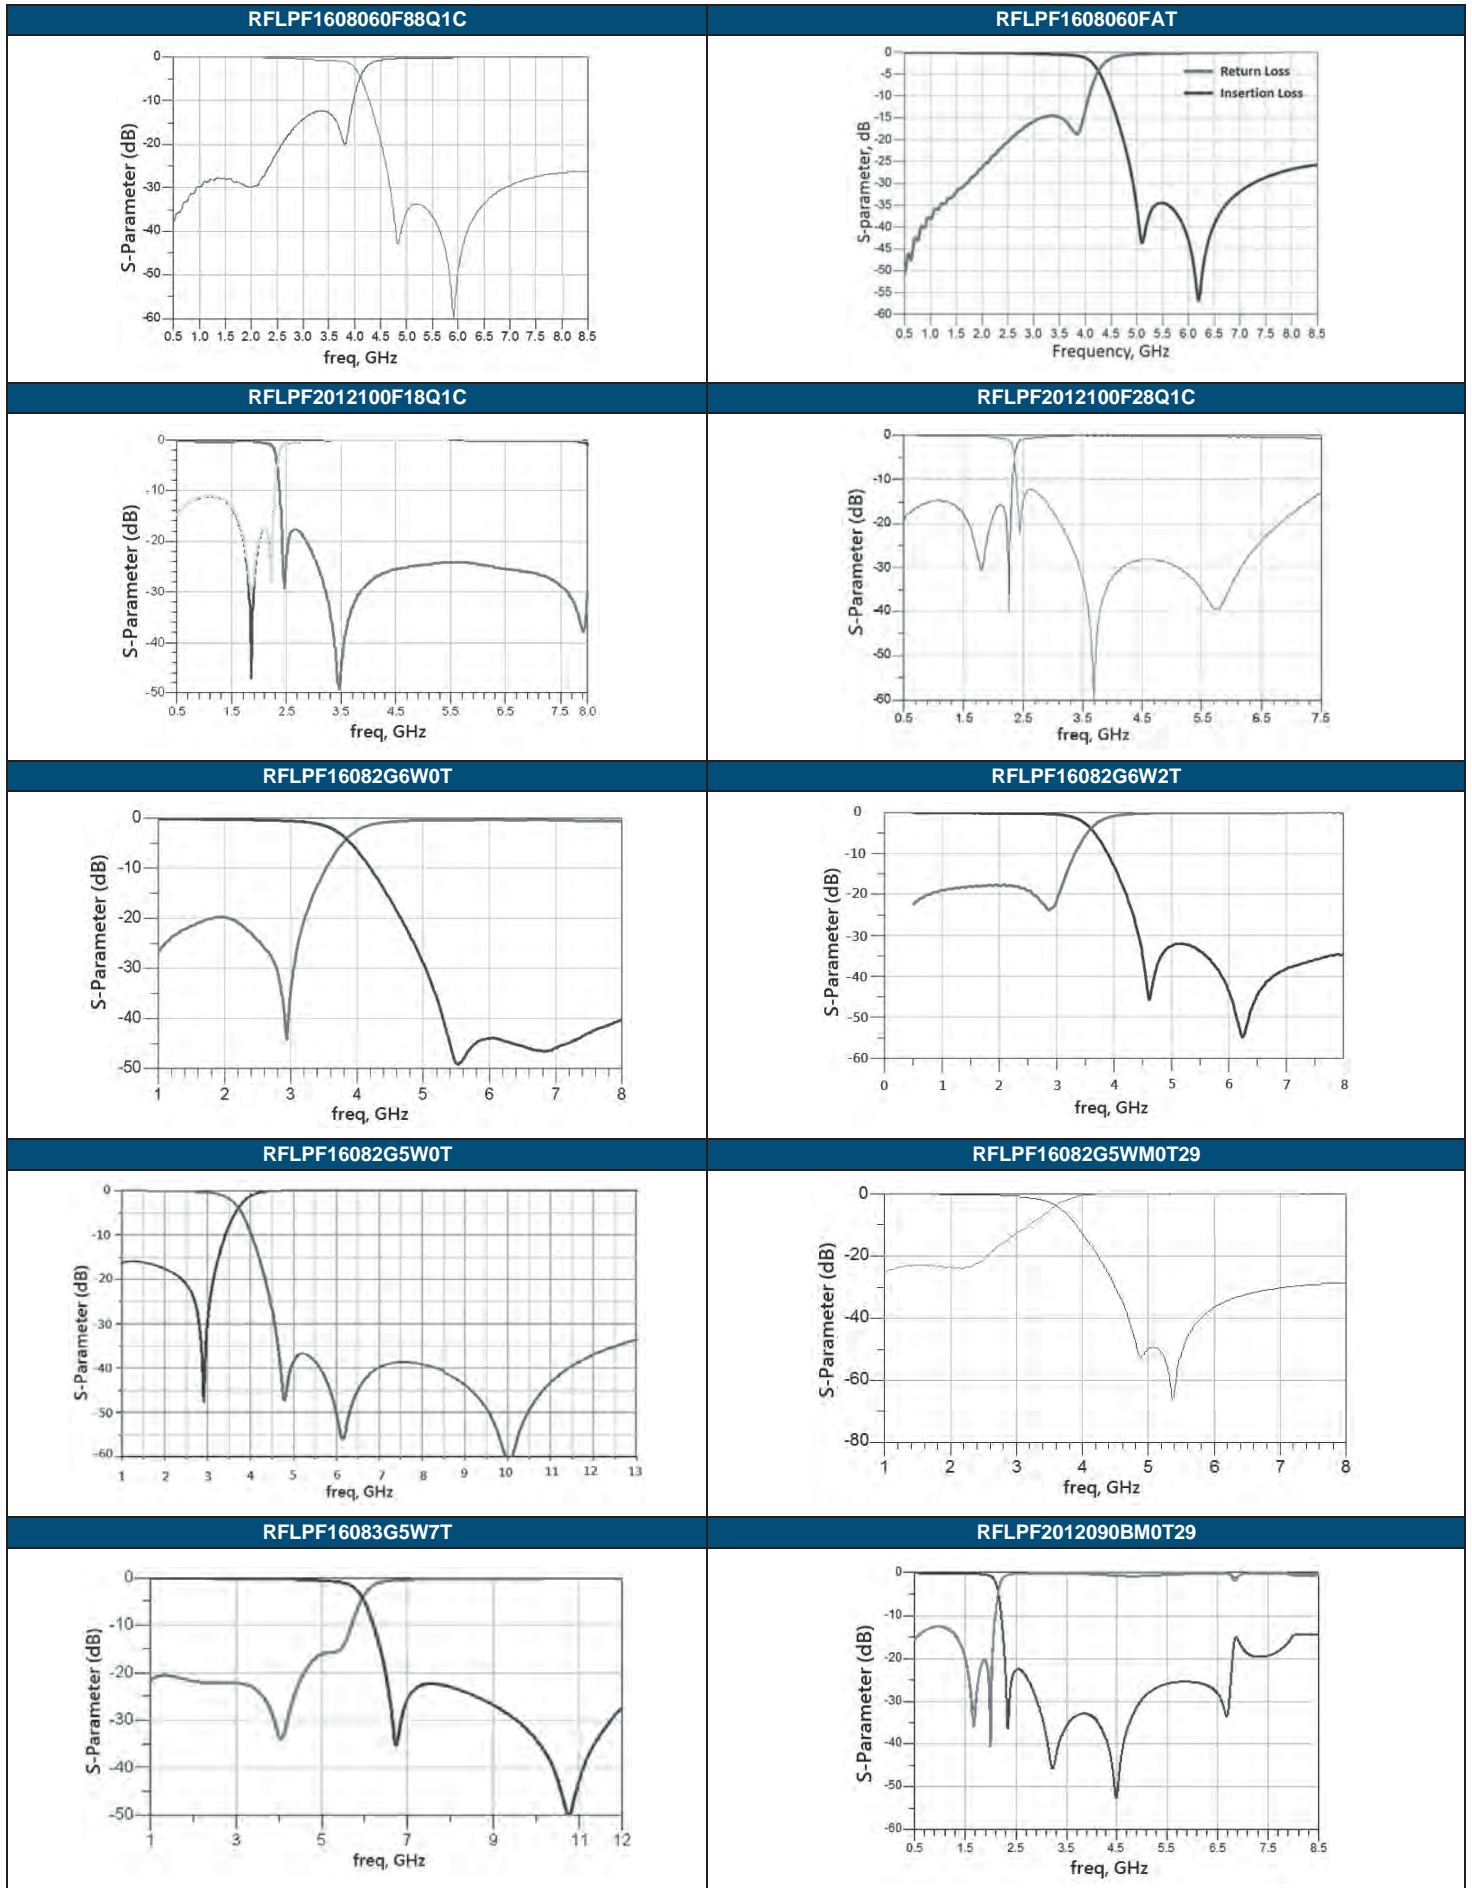 RFLPF1608060F88Q1C
RFLPF1608060FAT
S-Parameter (dB)
0
-10
-20
-30
-40
-50
-60
0.5 1.0 1.5 2.0 2.5 3.0 3.5 4.0 4.5 5.0 5.5 6.0 6.5 7.0 7.5 8.0 8.5
freq, GHz
S-parameter, dB
0
-5
-10
-15
-20
-25
-30
-35
-40
-45
-50
-55
-60
Return Loss
Insertion Loss
0.5 1.0 1.5 2.0 2.5 3.0 3.5 4.0 4.5 5.0 5.5 6.0 6.5 7.0 7.5 8.0 8.5
Frequency, GHz
RFLPF2012100F18Q1C
RFLPF2012100F28Q1C
S-Parameter (dB)
0
-10
-20
-30
-40
-50
0.5 1.5 2.5 3.5 4.5 5.5 6.5 7.5 8.0
freq, GHz
S-Parameter (dB)
0
-10
-20
-30
-40
-50
-60
0.5 1.5 2.5 3.5 4.5 5.5 6.5 7.5
freq, GHz
RFLPF16082G6W0T
RFLPF16082G6W2T
S-Parameter (dB)
0
-10
-20
-30
-40
-50
1 2 3 4 5 6 7 8
freq, GHz
S-Parameter (dB)
0
-10
-20
-30
-40
-50
-60
0 1 2 3 4 5 6 7 8
freq, GHz
RFLPF16082G5W0T
RFLPF16082G5WM0T29
S-Parameter (dB)
0
-10
-20
-30
-40
-50
-60
1 2 3 4 5 6 7 8 9 10 11 12 13
freq, GHz
S-Parameter (dB)
0
-20
-40
-60
-80
1 2 3 4 5 6 7 8
freq, GHz
RFLPF16083G5W7T
RFLPF2012090BM0T29
S-Parameter (dB)
0
-10
-20
-30
-40
-50
1 3 5 7 9 11 12
freq, GHz
S-Parameter (dB)
0
-10
-20
-30
-40
-50
-60
0.5 1.5 2.5 3.5 4.5 5.5 6.5 7.5 8.5
freq, GHz